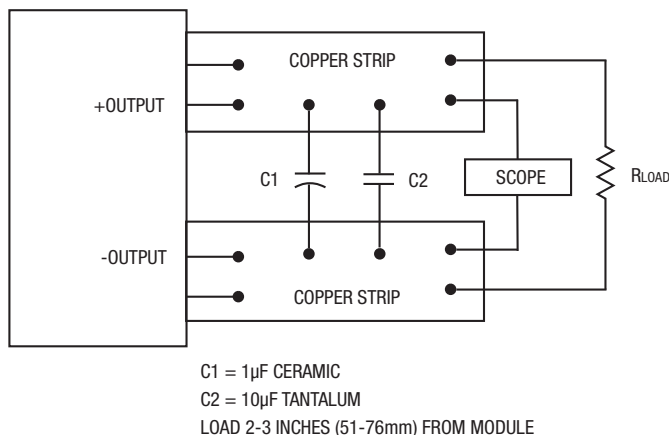 COPPER STRIP
+OUTPUT
C1
C2
SCOPE
RLOAD
-OUTPUT
COPPER STRIP
C1 = 1µF CERAMIC
C2 = 10µF TANTALUM
LOAD 2-3 INCHES (51-76mm) FROM MODULE